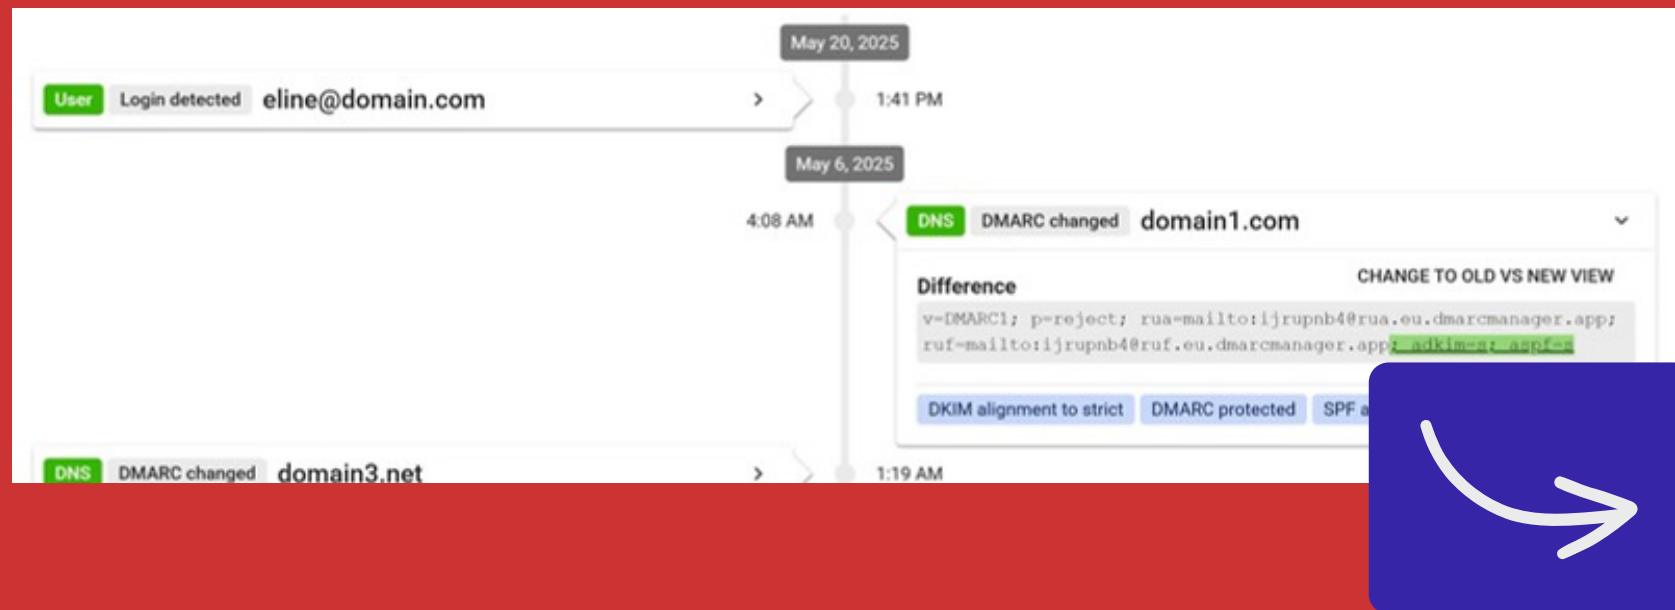 May 20, 2025
User Login detected eline@domain.com
1:41 PM
May 6, 2025
4:08 AM
DNS DMARC changed domain1.com
CHANGE TO OLD VS NEW VIEW
Difference
v=DMARC1; p=reject; rua=mailto:ijrupnb4@rua.eu.dmarcmanager.app;
ruf=mailto:ijrupnb4@ruf.eu.dmarcmanager.app; adkim=s; aspf=s
DKIM alignment to strict DMARC protected SPF a
DNS DMARC changed domain3.net
1:19 AM